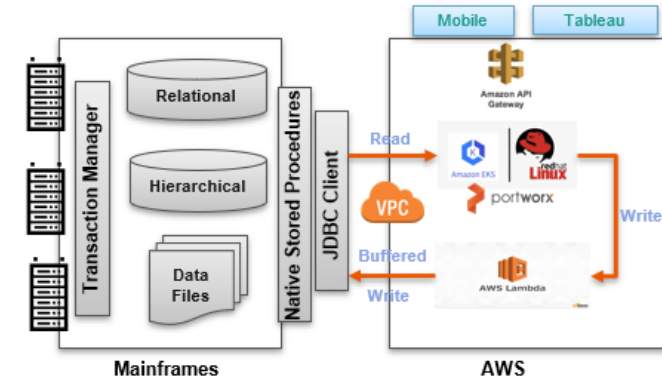 Mobile
Tableau
Amazon API
Gateway
Transaction Manager
Relational
Hierarchical
Data
Files
Native Stored Procedures
JDBC Client
Read
Amazon EKS
redhat
Linux
portworx
VPC
Write
Buffered
Write
AWS Lambda
Mainframes
AWS